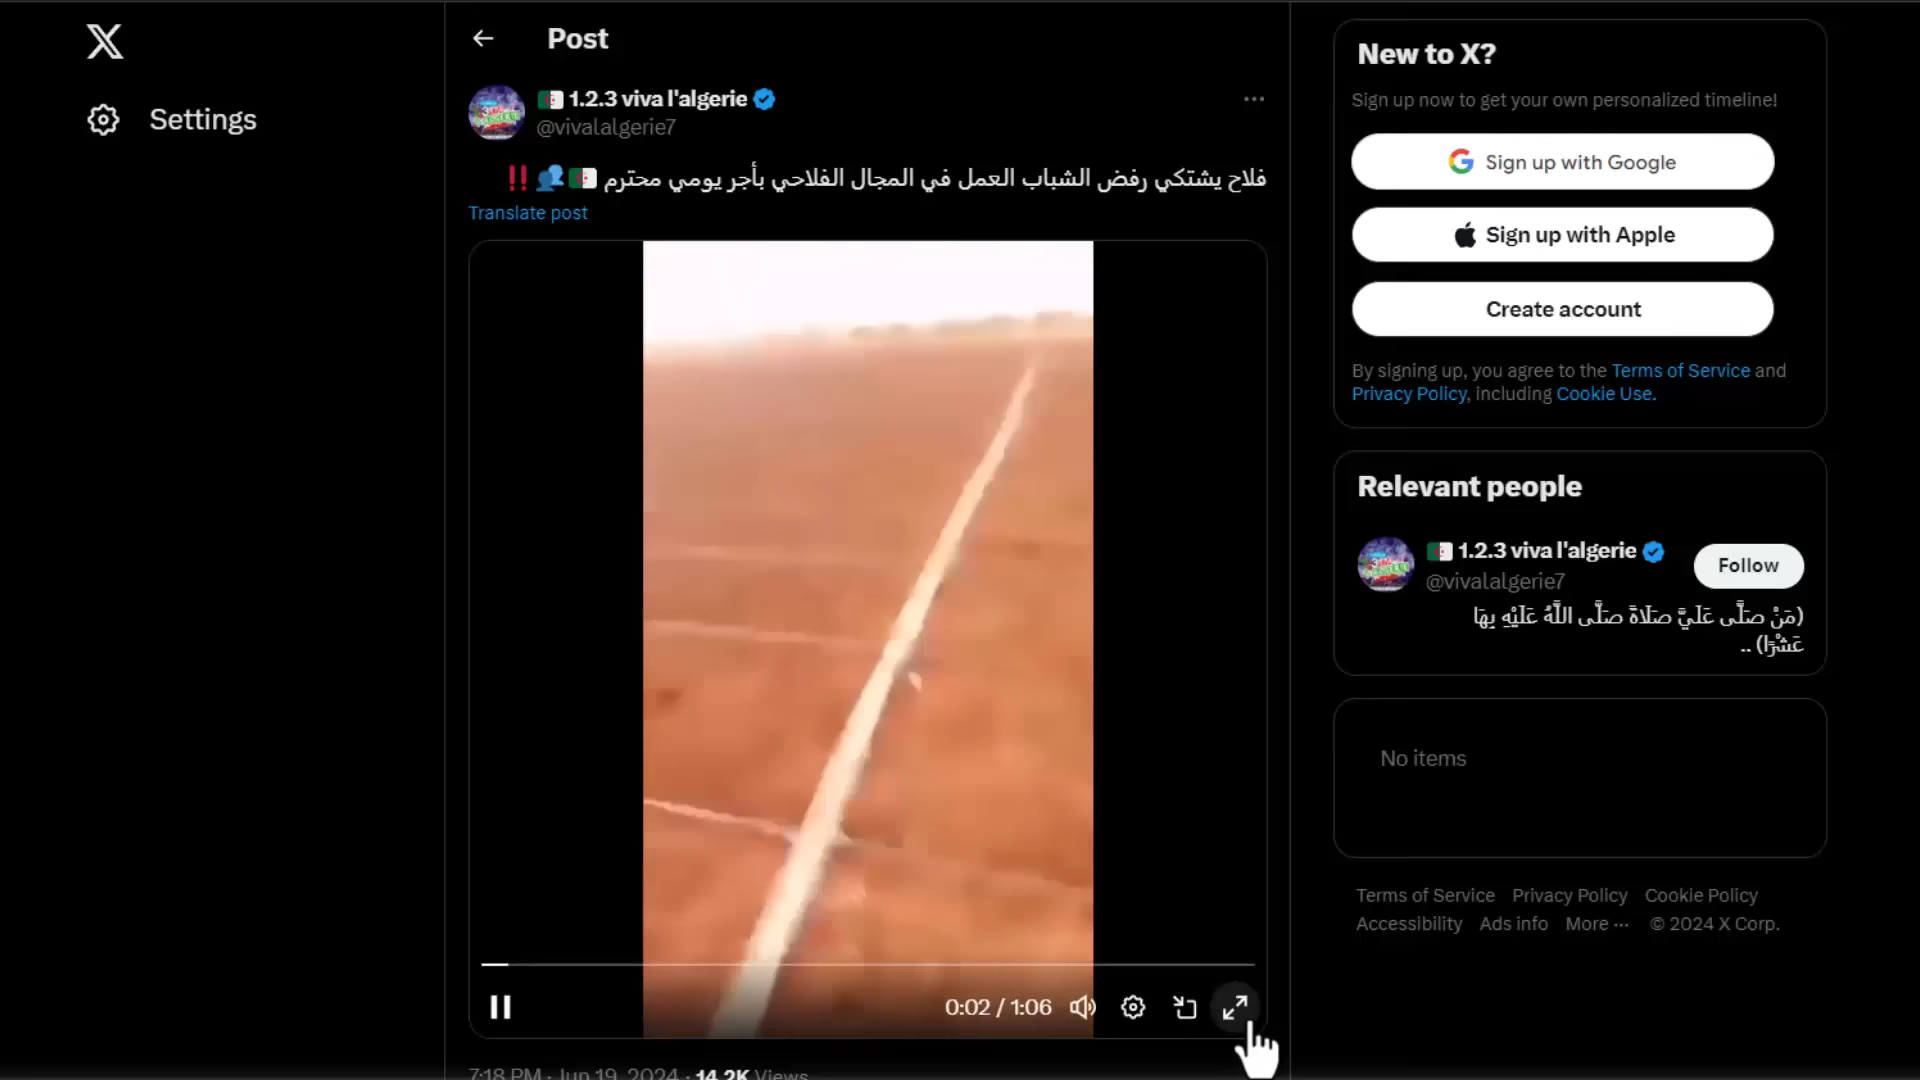 Settings
Post
1.2.3 viva l'algerie
@vivalalgerie7
فلاح يشتكي رفض الشباب العمل في المجال الفلاحي بأجر يومي محترم 🇩🇿👥‼️
Translate post
0:02 / 1:06
7:18 PM · Jun 19, 2024 · 14.2K Views
New to X?
Sign up now to get your own personalized timeline!
Sign up with Google
Sign up with Apple
Create account
By signing up, you agree to the Terms of Service and
Privacy Policy, including Cookie Use.
Relevant people
1.2.3 viva l'algerie
@vivalalgerie7
Follow
(مَنْ صَلَّى عَلَيَّ صَلَاةً صَلَّى اللَّهُ عَلَيْهِ بِهَا
عَشْرًا) ..
No items
Terms of Service Privacy Policy Cookie Policy
Accessibility Ads info More ··· © 2024 X Corp.